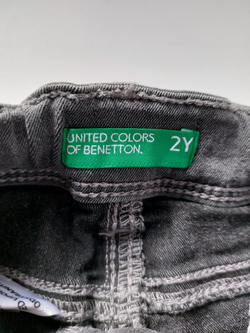 UNITED COLORS
OF BENETTON.
2Y